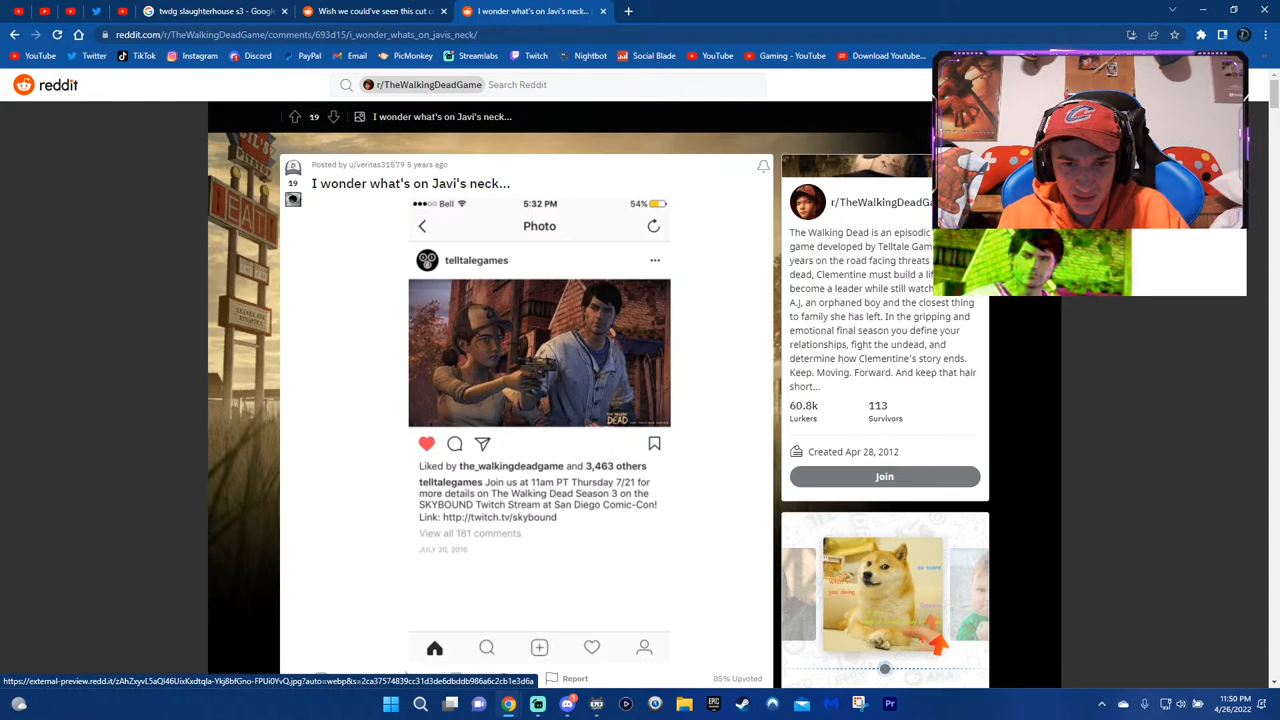 twdg slaughterhouse s3 - Google
Wish we could've seen this cut c
I wonder what's on Javi's neck...
reddit.com/r/TheWalkingDeadGame/comments/693d15/i_wonder_whats_on_javis_neck/
YouTube
Twitter
TikTok
Instagram
Discord
PayPal
Email
PicMonkey
Streamlabs
Twitch
Nightbot
Social Blade
YouTube
Gaming - YouTube
Download Youtube...
reddit
r/TheWalkingDeadGame
Search Reddit
19
I wonder what's on Javi's neck...
Posted by u/veritas31579 5 years ago
19
I wonder what's on Javi's neck...
Bell
5:32 PM
54%
Photo
telltalegames
THE WALKING
DEAD
Liked by the_walkingdeadgame and 3,463 others
telltalegames Join us at 11am PT Thursday 7/21 for
more details on The Walking Dead Season 3 on the
SKYBOUND Twitch Stream at San Diego Comic-Con!
Link: http://twitch.tv/skybound
View all 181 comments
JULY 20, 2016
Report
85% Upvoted
r/TheWalkingDeadGa
The Walking Dead is an episodic
game developed by Telltale Gam
years on the road facing threats
dead, Clementine must build a lif
become a leader while still watch
A.J, an orphaned boy and the closest thing
to family she has left. In the gripping and
emotional final season you define your
relationships, fight the undead, and
determine how Clementine's story ends.
Keep. Moving. Forward. And keep that hair
short...
60.8k
113
Lurkers
Survivors
Created Apr 28, 2012
Join
you doing
11:50 PM
4/26/2022